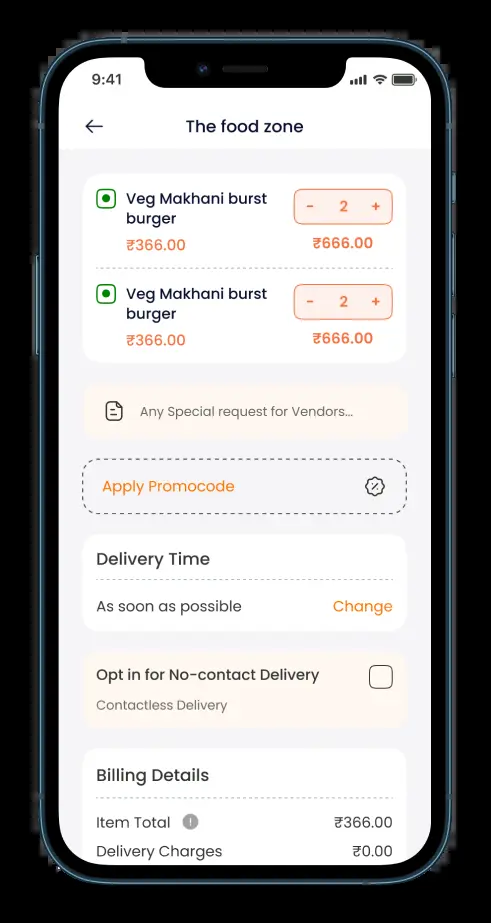 9:41
The food zone
Veg Makhani burst
burger
- 2 +
₹366.00
₹666.00
Veg Makhani burst
burger
- 2 +
₹366.00
₹666.00
Any Special request for Vendors...
Apply Promocode
Delivery Time
As soon as possible
Change
Opt in for No-contact Delivery
Contactless Delivery
Billing Details
Item Total
₹366.00
Delivery Charges
₹0.00